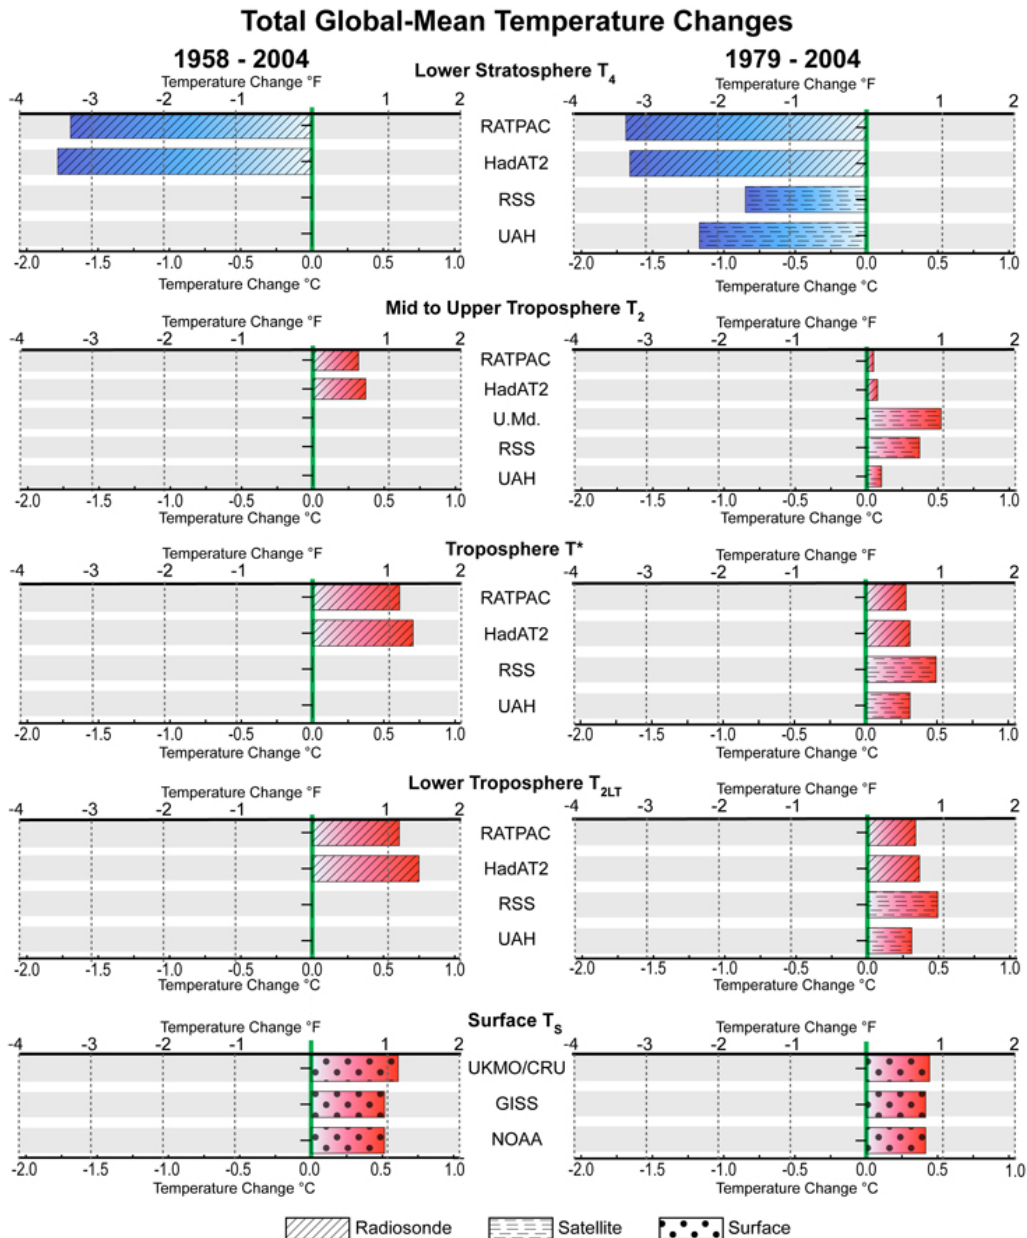 Total Global-Mean Temperature Changes
1958 - 2004
1979 - 2004
Lower Stratosphere T4
Temperature Change °F
Temperature Change °F
-4 -3 -2 -1 0 1 2
-4 -3 -2 -1 0 1 2
RATPAC
HadAT2
RSS
UAH
-2.0 -1.5 -1.0 -0.5 0.0 0.5 1.0
-2.0 -1.5 -1.0 -0.5 0.0 0.5 1.0
Temperature Change °C
Temperature Change °C
Mid to Upper Troposphere T2
Temperature Change °F
Temperature Change °F
-4 -3 -2 -1 0 1 2
-4 -3 -2 -1 0 1 2
RATPAC
HadAT2
U.Md.
RSS
UAH
-2.0 -1.5 -1.0 -0.5 0.0 0.5 1.0
-2.0 -1.5 -1.0 -0.5 0.0 0.5 1.0
Temperature Change °C
Temperature Change °C
Troposphere T*
Temperature Change °F
Temperature Change °F
-4 -3 -2 -1 0 1 2
-4 -3 -2 -1 0 1 2
RATPAC
HadAT2
RSS
UAH
-2.0 -1.5 -1.0 -0.5 0.0 0.5 1.0
-2.0 -1.5 -1.0 -0.5 0.0 0.5 1.0
Temperature Change °C
Temperature Change °C
Lower Troposphere T2LT
Temperature Change °F
Temperature Change °F
-4 -3 -2 -1 0 1 2
-4 -3 -2 -1 0 1 2
RATPAC
HadAT2
RSS
UAH
-2.0 -1.5 -1.0 -0.5 0.0 0.5 1.0
-2.0 -1.5 -1.0 -0.5 0.0 0.5 1.0
Temperature Change °C
Temperature Change °C
Surface TS
Temperature Change °F
Temperature Change °F
-4 -3 -2 -1 0 1 2
-4 -3 -2 -1 0 1 2
UKMO/CRU
GISS
NOAA
-2.0 -1.5 -1.0 -0.5 0.0 0.5 1.0
-2.0 -1.5 -1.0 -0.5 0.0 0.5 1.0
Temperature Change °C
Temperature Change °C
Radiosonde Satellite Surface